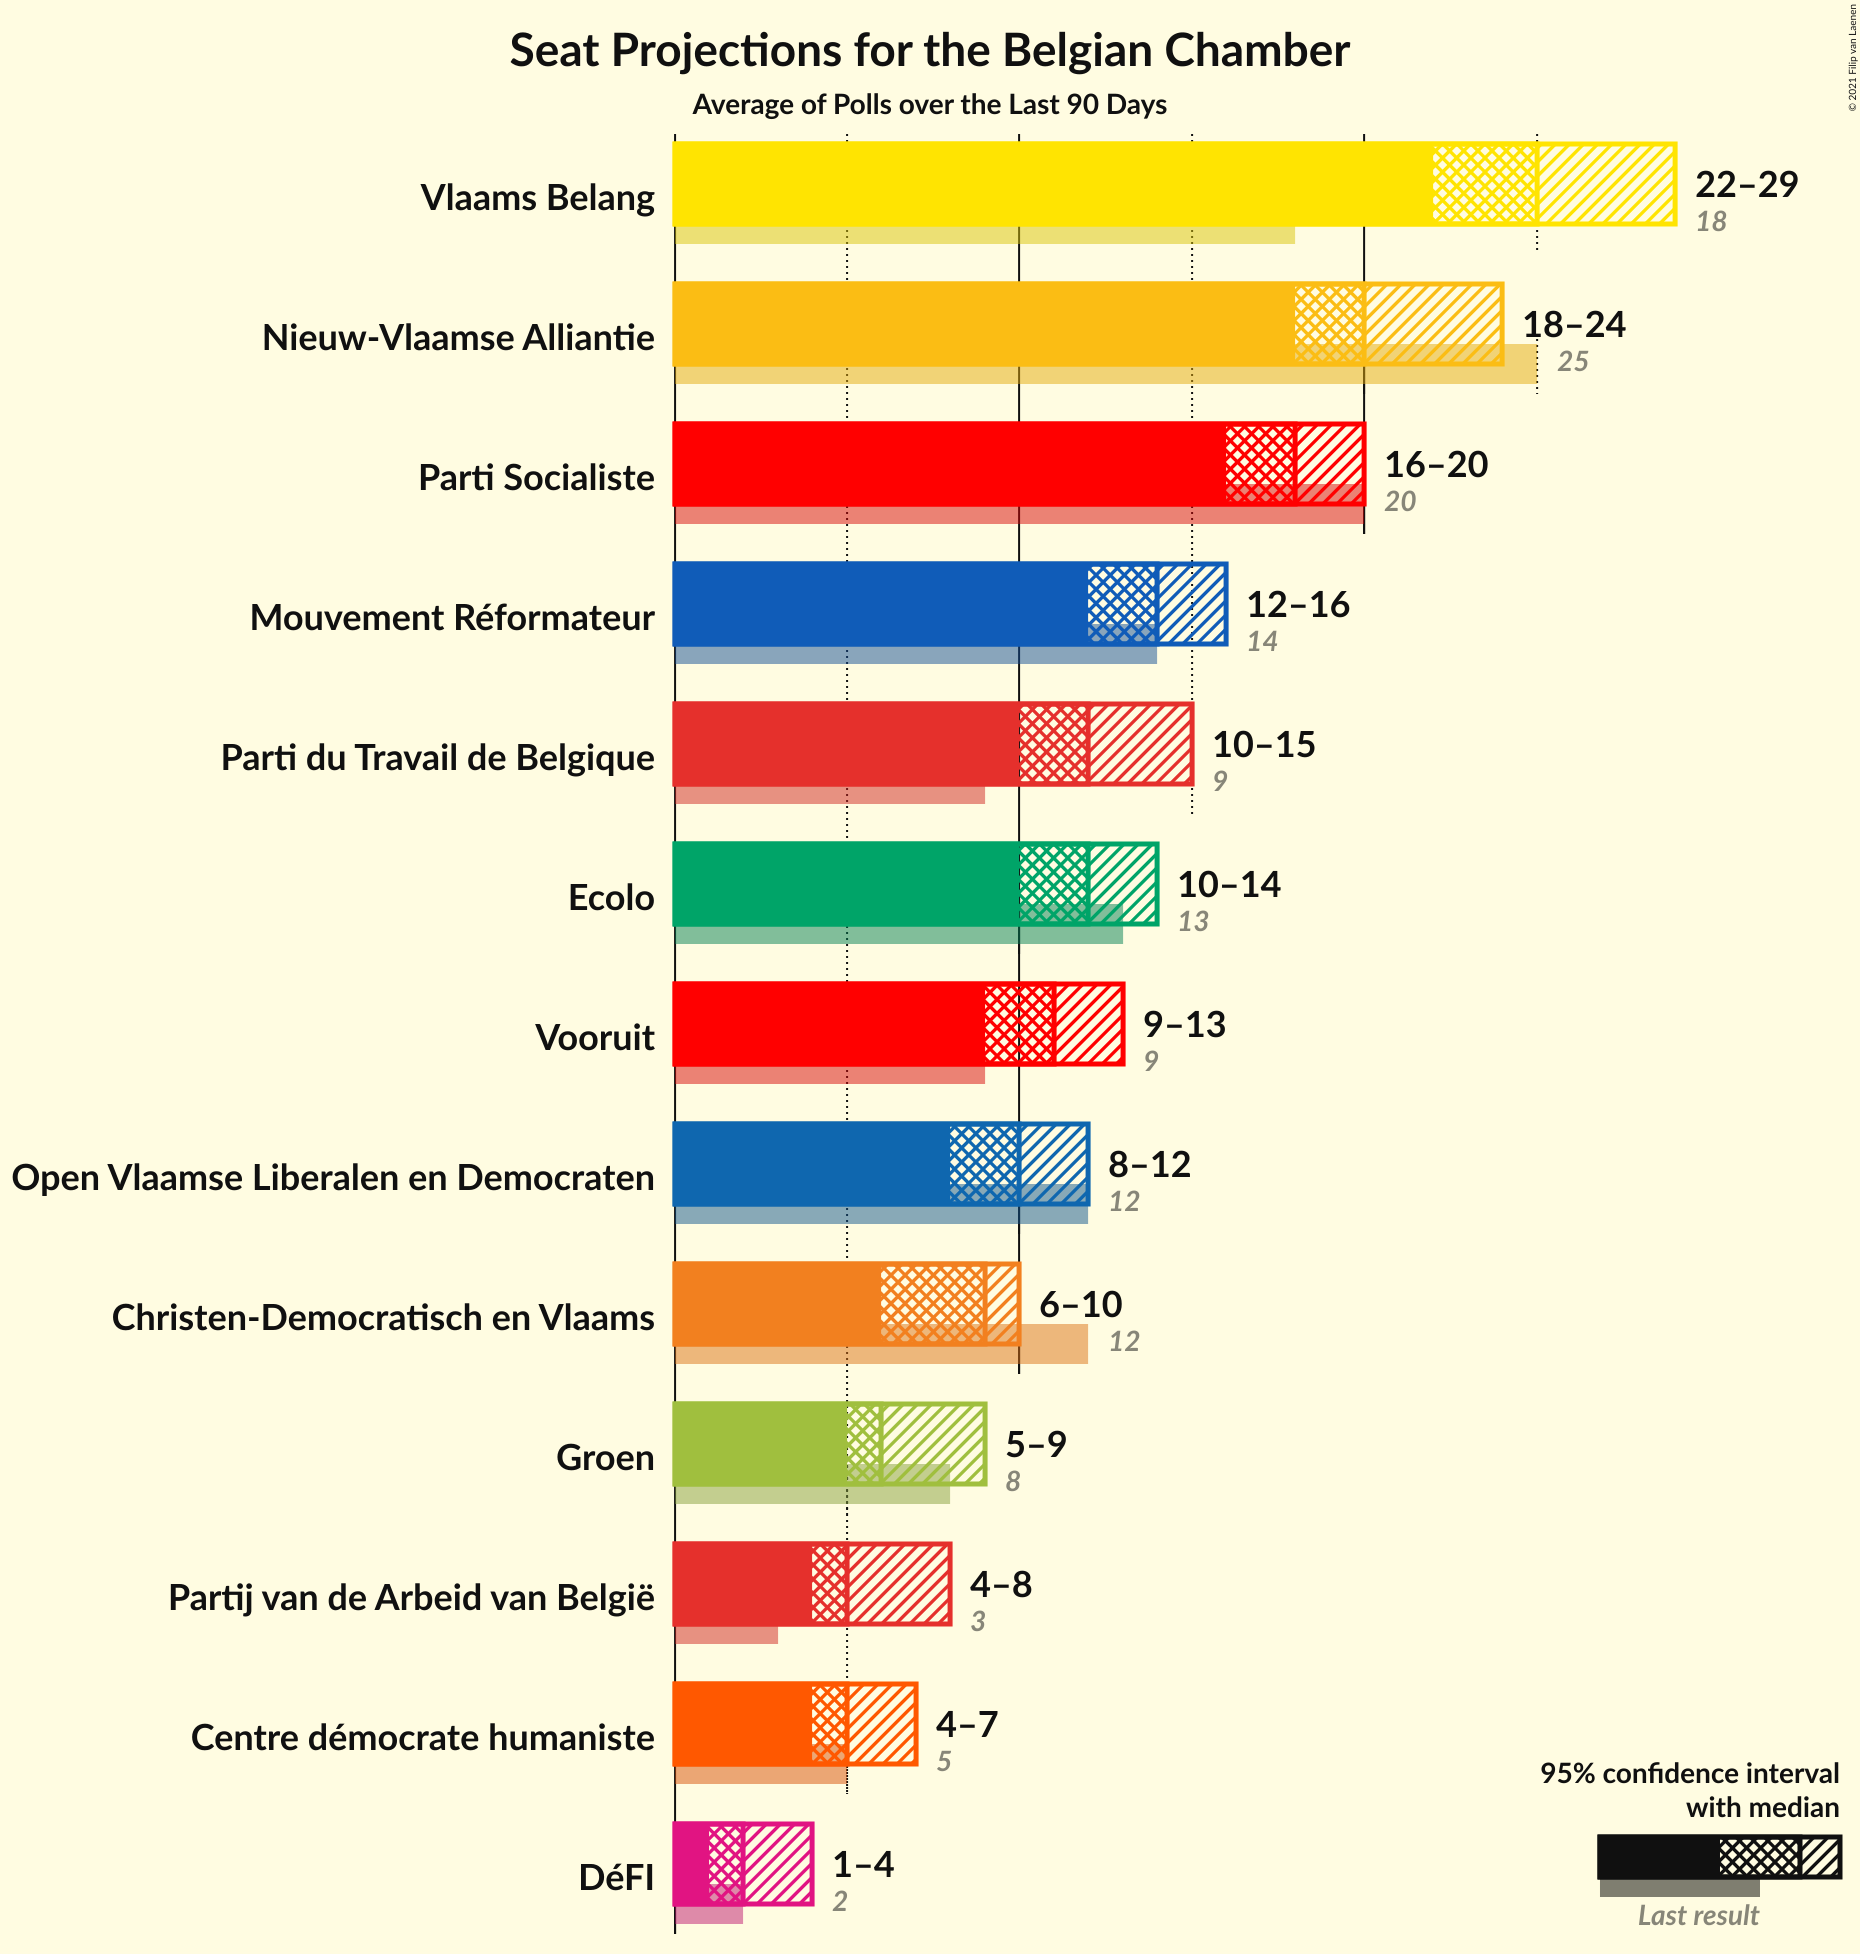 Seat Projections for the Belgian Chamber
Average of Polls over the Last 90 Days
© 2021 Filip van Laenen
Vlaams Belang
22–29
18
Nieuw-Vlaamse Alliantie
18–24
25
Parti Socialiste
16–20
20
Mouvement Réformateur
12–16
14
Parti du Travail de Belgique
10–15
9
Ecolo
10–14
13
Vooruit
9–13
9
Open Vlaamse Liberalen en Democraten
8–12
12
Christen-Democratisch en Vlaams
6–10
12
Groen
5–9
8
Partij van de Arbeid van België
4–8
3
Centre démocrate humaniste
4–7
5
DéFI
1–4
2
95% confidence interval
with median
Last result